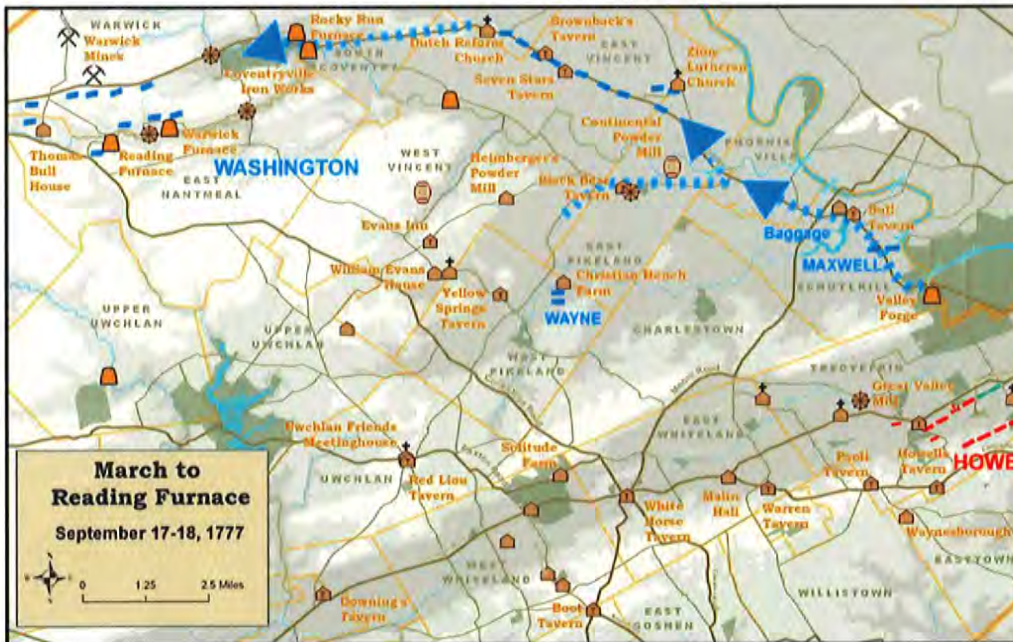 WARWICK
Warwick
Mines
Rocky Run
Furnace
SOUTH
COVENTRY
Coventryville
Iron Works
Dutch Reform
Church
Brownback's
Tavern
EAST
VINCENT
Seven Stars
Tavern
Zion
Lutheran
Church
Continental
Powder
Mill
PHOENIX
VILLE
Thomas
Bull
House
Reading
Furnace
Warwick
Furnace
WASHINGTON
EAST
NANTMEAL
WEST
VINCENT
Heimberger's
Powder
Mill
Black Bear
Tavern
Bull
Tavern
Baggage
MAXWELL
SCHUYLKILL
Valley
Forge
Evans Inn
William Evans
House
Yellow
Springs
Tavern
EAST
PIKELAND
Christian Hench
Farm
WAYNE
UPPER
UWCHLAN
UPPER
UWCHLAN
WEST
PIKELAND
CHARLESTOWN
TREDYFFRIN
Great Valley
Mill
Howells
Tavern
HOWE
Uwchlan Friends
Meetinghouse
UWCHLAN
Red Lion
Tavern
Solitude
Farm
EAST
WHITELAND
White
Horse
Tavern
Malin
Hall
Warren
Tavern
Paoli
Tavern
Waynesborough
EASTTOWN
WILLISTOWN
WEST
WHITELAND
Downing's
Tavern
Boot
Tavern
EAST
GOSHEN
March to
Reading Furnace
September 17-18, 1777
0 1.25 2.5 Miles